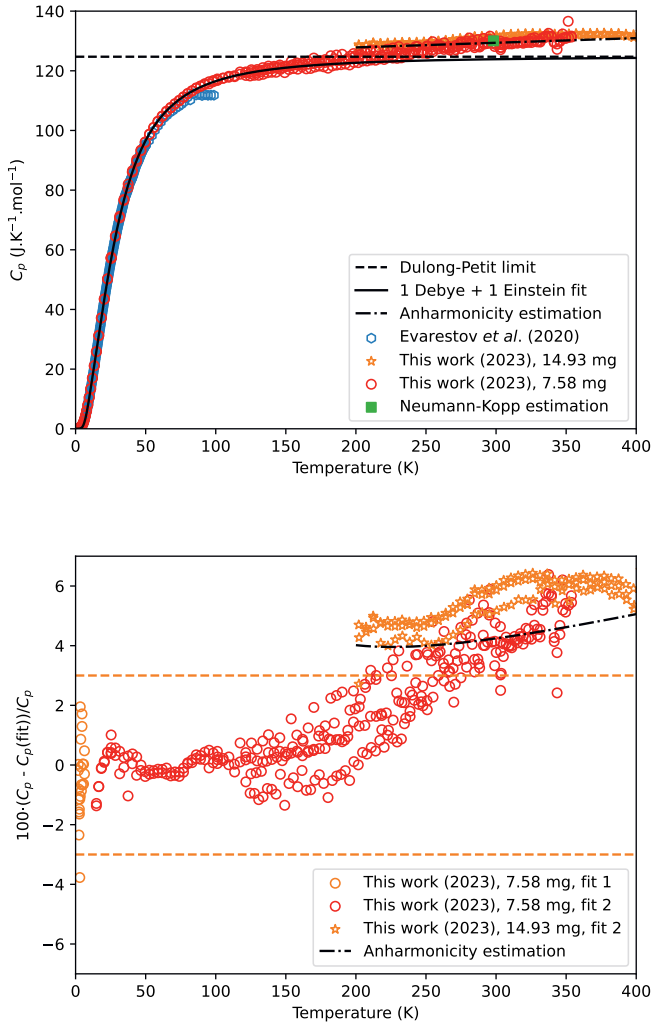 140
120
100
80
60
40
20
0
C_p (J.K⁻¹.mol⁻¹)
Dulong-Petit limit
1 Debye + 1 Einstein fit
Anharmonicity estimation
Evarestov et al. (2020)
This work (2023), 14.93 mg
This work (2023), 7.58 mg
Neumann-Kopp estimation
0 50 100 150 200 250 300 350 400
Temperature (K)
6
4
2
0
−2
−4
−6
100·(C_p - C_p(fit))/C_p
This work (2023), 7.58 mg, fit 1
This work (2023), 7.58 mg, fit 2
This work (2023), 14.93 mg, fit 2
Anharmonicity estimation
0 50 100 150 200 250 300 350 400
Temperature (K)